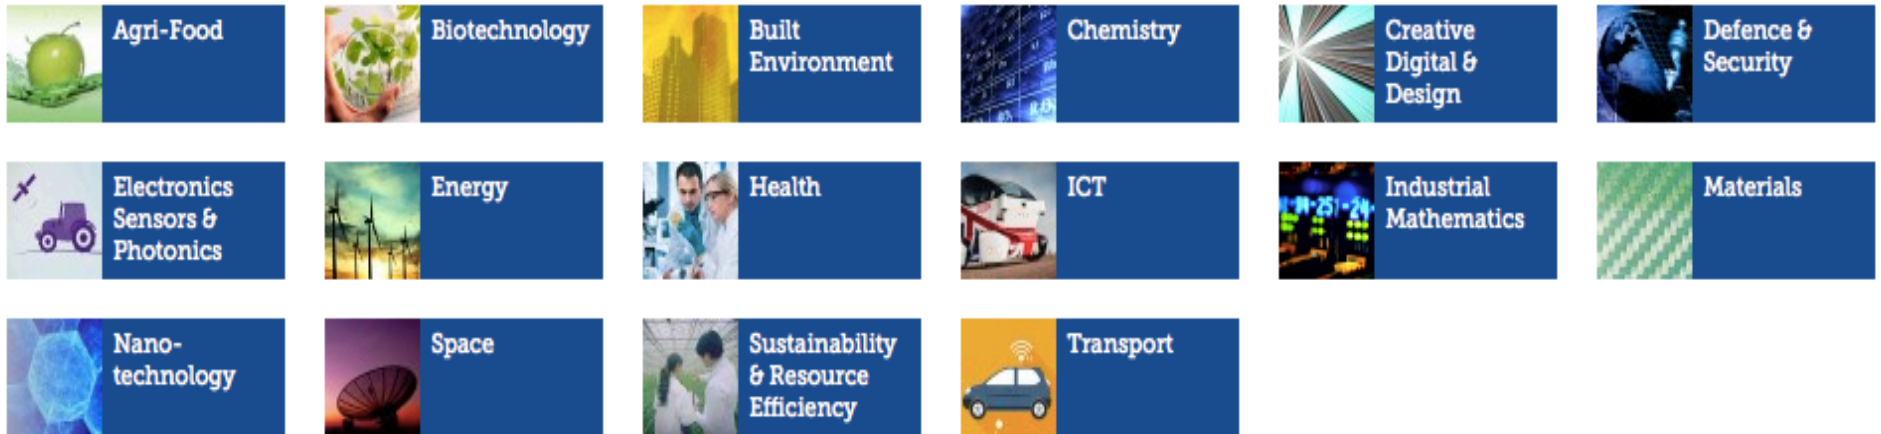 Agri-Food
Biotechnology
Built
Environment
Chemistry
Creative
Digital &
Design
Defence &
Security
Electronics
Sensors &
Photonics
Energy
Health
ICT
Industrial
Mathematics
Materials
Nano-
technology
Space
Sustainability
& Resource
Efficiency
Transport